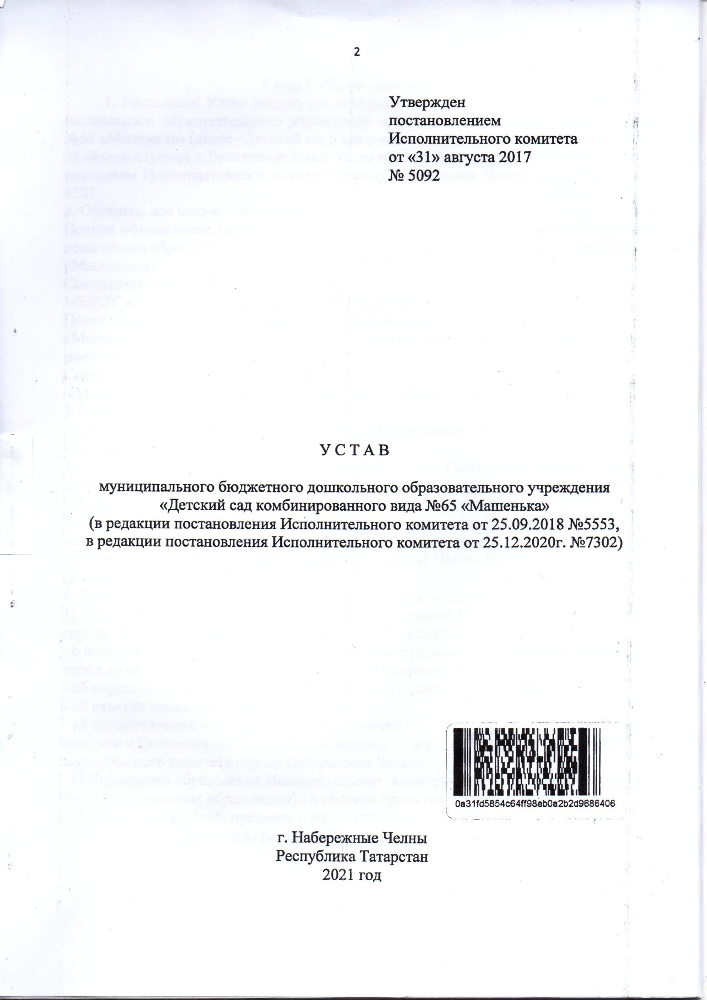 2
Утвержден
постановлением
Исполнительного комитета
от «31» августа 2017
№ 5092
У С Т А В
муниципального бюджетного дошкольного образовательного учреждения
«Детский сад комбинированного вида №65 «Машенька»
(в редакции постановления Исполнительного комитета от 25.09.2018 №5553,
в редакции постановления Исполнительного комитета от 25.12.2020г. №7302)
0a31fd5854c64ff98eb0a2b2d9686406
г. Набережные Челны
Республика Татарстан
2021 год